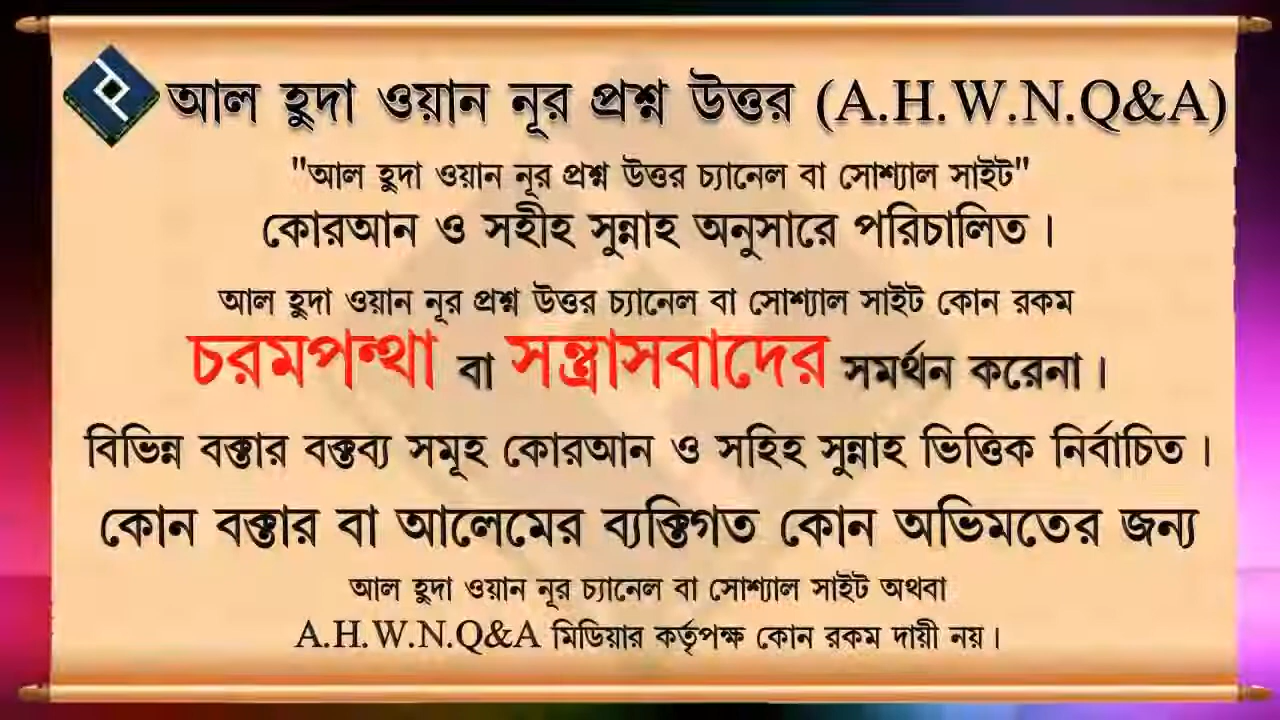 আল হুদা ওয়ান নূর প্রশ্ন উত্তর (A.H.W.N.Q&A)
"আল হুদা ওয়ান নূর প্রশ্ন উত্তর চ্যানেল বা সোশ্যাল সাইট"
কোরআন ও সহীহ সুন্নাহ অনুসারে পরিচালিত।
আল হুদা ওয়ান নূর প্রশ্ন উত্তর চ্যানেল বা সোশ্যাল সাইট কোন রকম
চরমপন্থা বা সন্ত্রাসবাদের সমর্থন করেনা।
বিভিন্ন বক্তার বক্তব্য সমূহ কোরআন ও সহিহ সুন্নাহ ভিত্তিক নির্বাচিত।
কোন বক্তার বা আলেমের ব্যক্তিগত কোন অভিমতের জন্য
আল হুদা ওয়ান নূর চ্যানেল বা সোশ্যাল সাইট অথবা
A.H.W.N.Q&A মিডিয়ার কর্তৃপক্ষ কোন রকম দায়ী নয়।